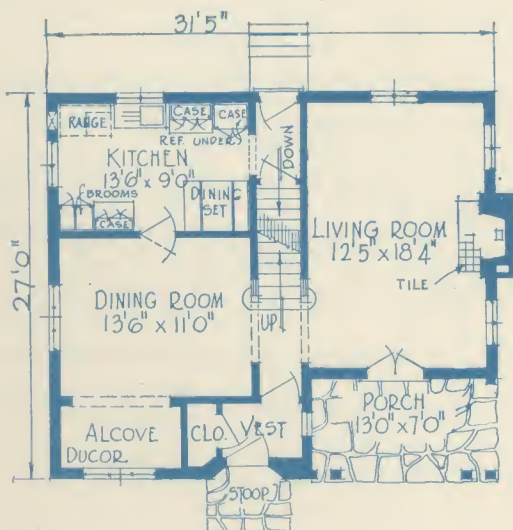 31'5"
27'0"
RANGE
CASE
CASE
REF. UNDER
DOWN
KITCHEN
13'6" x 9'0"
BROOMS
CASE
DINING
SET
LIVING ROOM
12'5" x 18'4"
TILE
DINING ROOM
13'6" x 11'0"
UP
PORCH
13'0" x 7'0"
ALCOVE
DUCOR
CLO.
VEST
STOOP